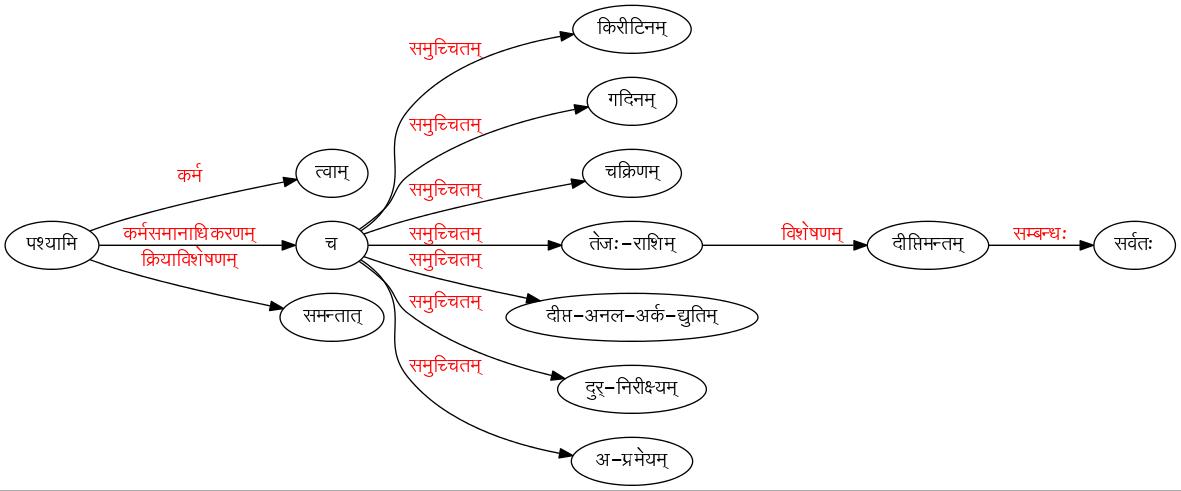 किरीटिनम्
समुच्चितम्
गदिनम्
समुच्चितम्
कर्म
त्वाम्
समुच्चितम्
चक्रिणम्
पश्यामि
कर्मसमानाधिकरणम्
च
समुच्चितम्
तेजः-राशिम्
विशेषणम्
दीप्तिमन्तम्
सम्बन्धः
सर्वतः
क्रियाविशेषणम्
समन्तात्
समुच्चितम्
दीप्त-अनल-अर्क-द्युतिम्
समुच्चितम्
दुर्-निरीक्ष्यम्
समुच्चितम्
अ-प्रमेयम्